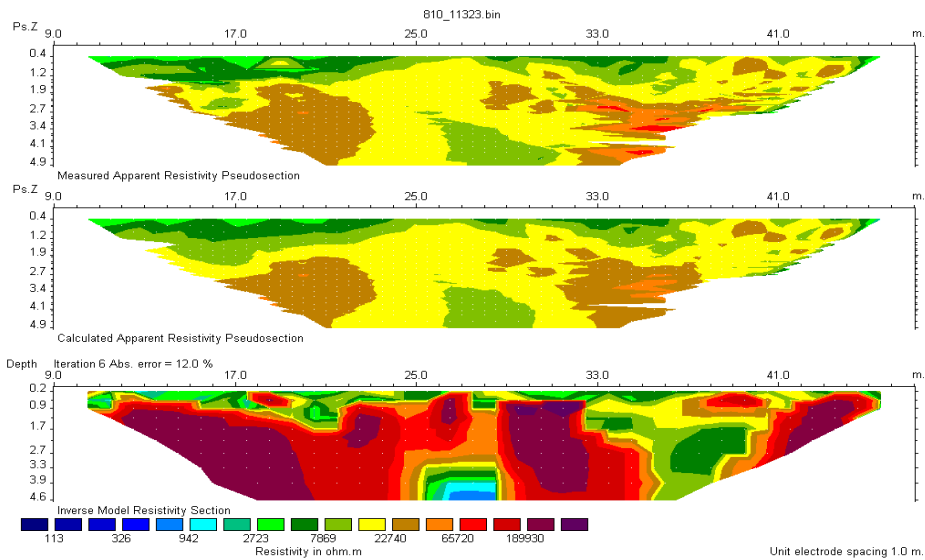 810_11323.bin
Ps.Z 9.0 17.0 25.0 33.0 41.0 m.
0.4
1.2
1.9
2.7
3.4
4.1
4.9
Measured Apparent Resistivity Pseudosection
Ps.Z 9.0 17.0 25.0 33.0 41.0 m.
0.4
1.2
1.9
2.7
3.4
4.1
4.9
Calculated Apparent Resistivity Pseudosection
Depth Iteration 6 Abs. error = 12.0 %
9.0 17.0 25.0 33.0 41.0 m.
0.2
0.9
1.7
2.7
3.3
3.9
4.6
Inverse Model Resistivity Section
113 326 942 2723 7869 22740 65720 189930
Resistivity in ohm.m
Unit electrode spacing 1.0 m.